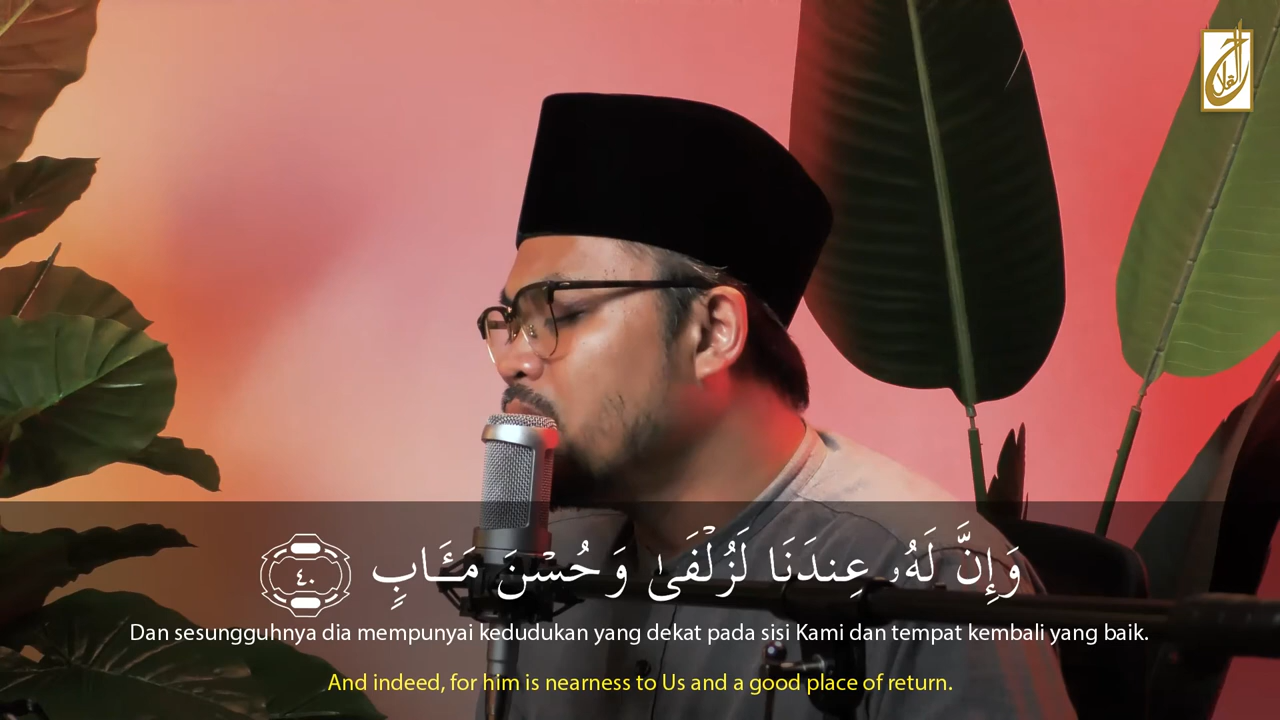 وَإِنَّ لَهُۥ عِندَنَا لَزُلْفَىٰ وَحُسْنَ مَـَٔابٍ ٤٠
Dan sesungguhnya dia mempunyai kedudukan yang dekat pada sisi Kami dan tempat kembali yang baik.
And indeed, for him is nearness to Us and a good place of return.